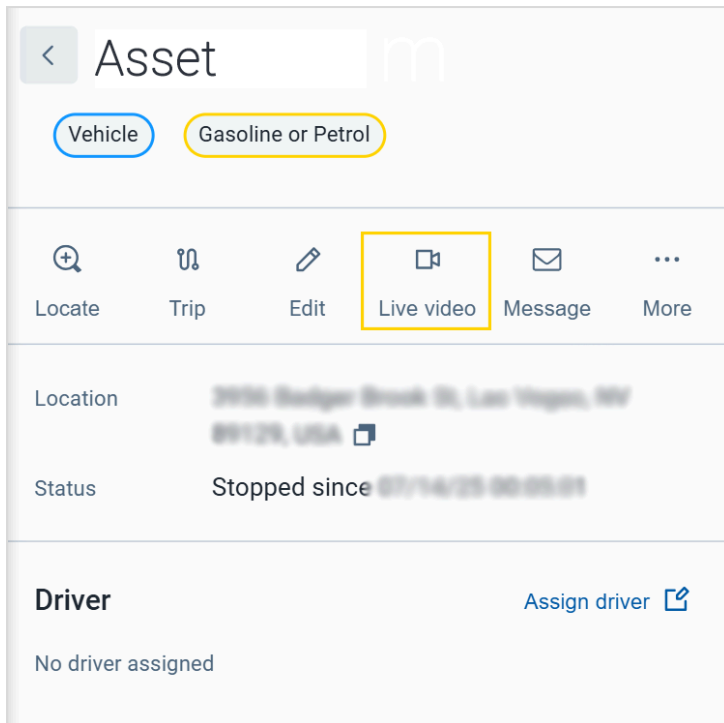 Asset
Vehicle Gasoline or Petrol
Locate Trip Edit Live video Message More
Location
Status Stopped since
Driver Assign driver
No driver assigned